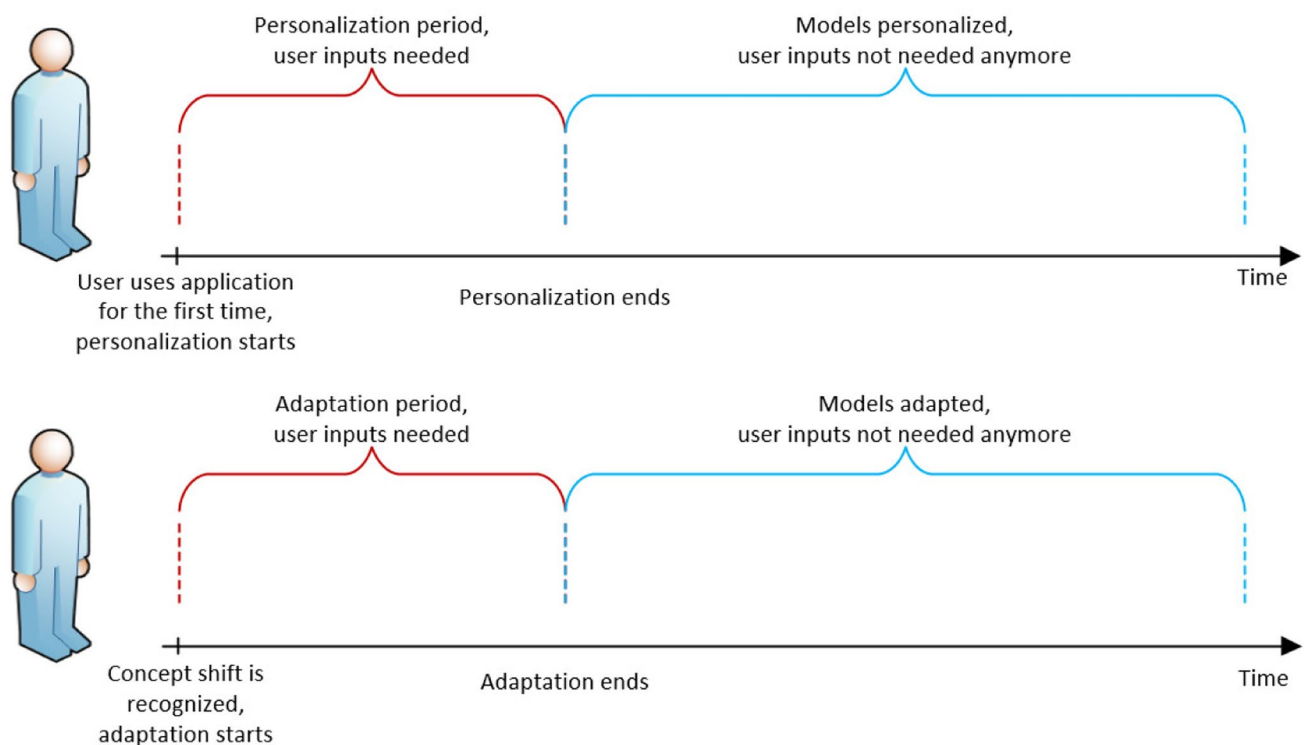 Personalization period,
user inputs needed
Models personalized,
user inputs not needed anymore
User uses application
for the first time,
personalization starts
Personalization ends
Time
Adaptation period,
user inputs needed
Models adapted,
user inputs not needed anymore
Concept shift is
recognized,
adaptation starts
Adaptation ends
Time